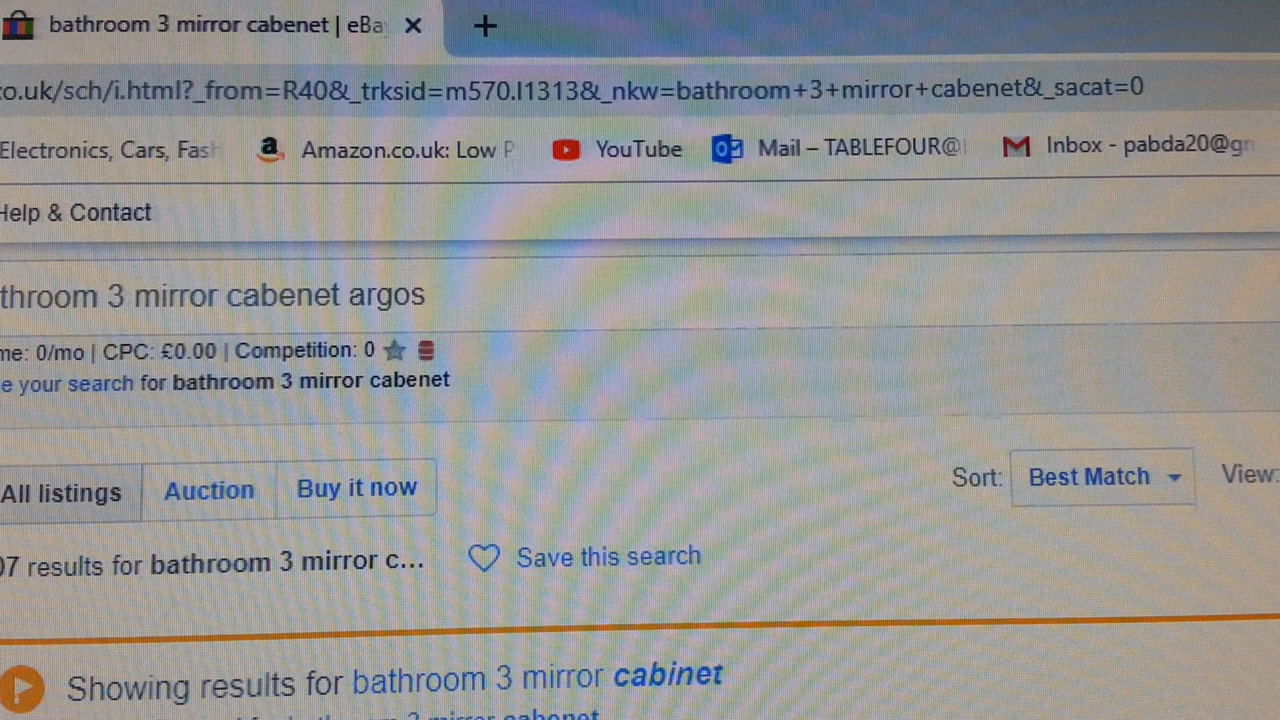 bathroom 3 mirror cabenet | eBa
co.uk/sch/i.html?_from=R40&_trksid=m570.l1313&_nkw=bathroom+3+mirror+cabenet&_sacat=0
Electronics, Cars, Fash Amazon.co.uk: Low P YouTube Mail – TABLEFOUR@ Inbox - pabda20@gm
Help & Contact
throom 3 mirror cabenet argos
me: 0/mo | CPC: £0.00 | Competition: 0
e your search for bathroom 3 mirror cabenet
All listings Auction Buy it now Sort: Best Match View:
07 results for bathroom 3 mirror c... Save this search
Showing results for bathroom 3 mirror cabinet